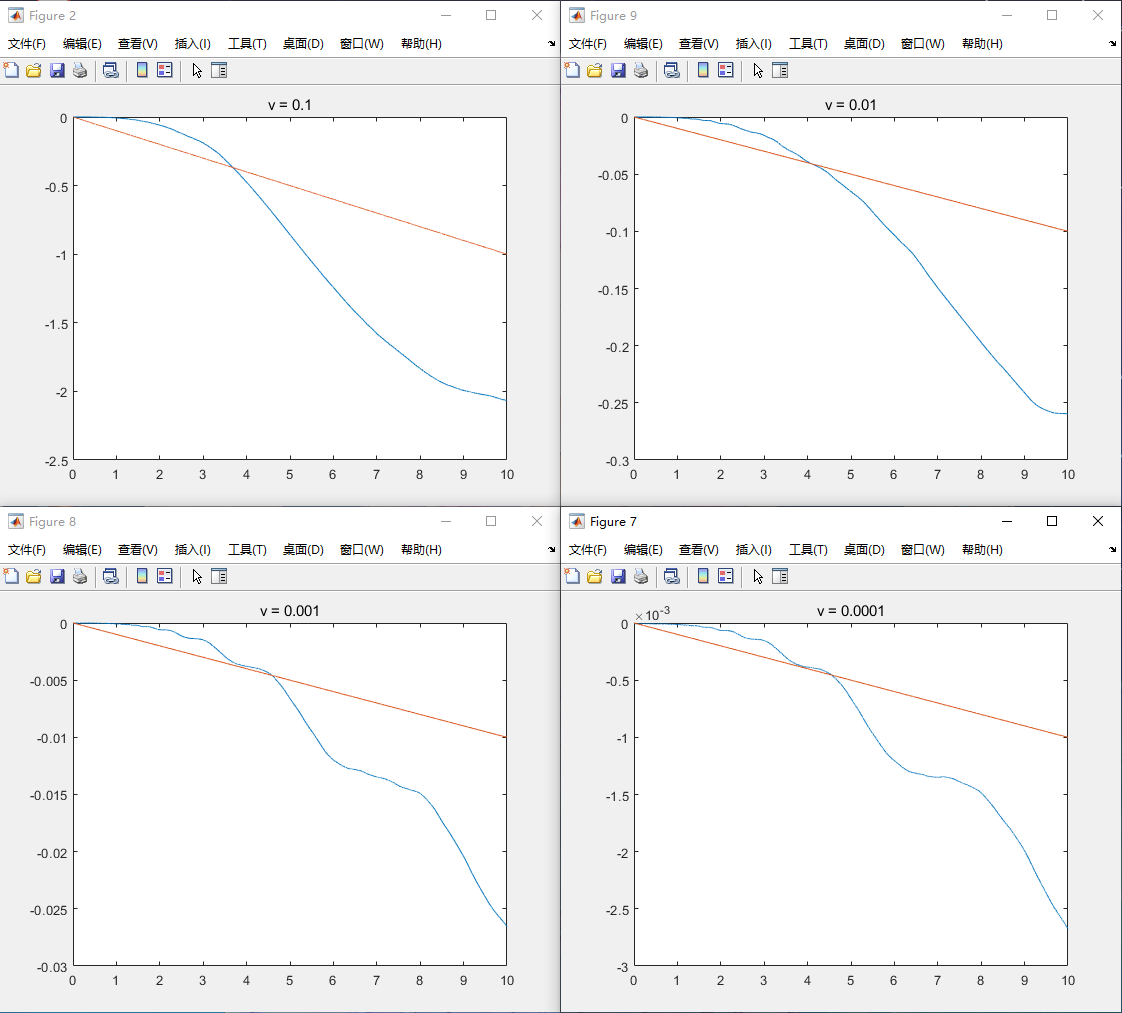 Figure 2
文件(F) 编辑(E) 查看(V) 插入(I) 工具(T) 桌面(D) 窗口(W) 帮助(H)
v = 0.1
0
-0.5
-1
-1.5
-2
-2.5
0 1 2 3 4 5 6 7 8 9 10
Figure 9
文件(F) 编辑(E) 查看(V) 插入(I) 工具(T) 桌面(D) 窗口(W) 帮助(H)
v = 0.01
0
-0.05
-0.1
-0.15
-0.2
-0.25
-0.3
0 1 2 3 4 5 6 7 8 9 10
Figure 8
文件(F) 编辑(E) 查看(V) 插入(I) 工具(T) 桌面(D) 窗口(W) 帮助(H)
v = 0.001
0
-0.005
-0.01
-0.015
-0.02
-0.025
-0.03
0 1 2 3 4 5 6 7 8 9 10
Figure 7
文件(F) 编辑(E) 查看(V) 插入(I) 工具(T) 桌面(D) 窗口(W) 帮助(H)
v = 0.0001
×10⁻³
0
-0.5
-1
-1.5
-2
-2.5
-3
0 1 2 3 4 5 6 7 8 9 10